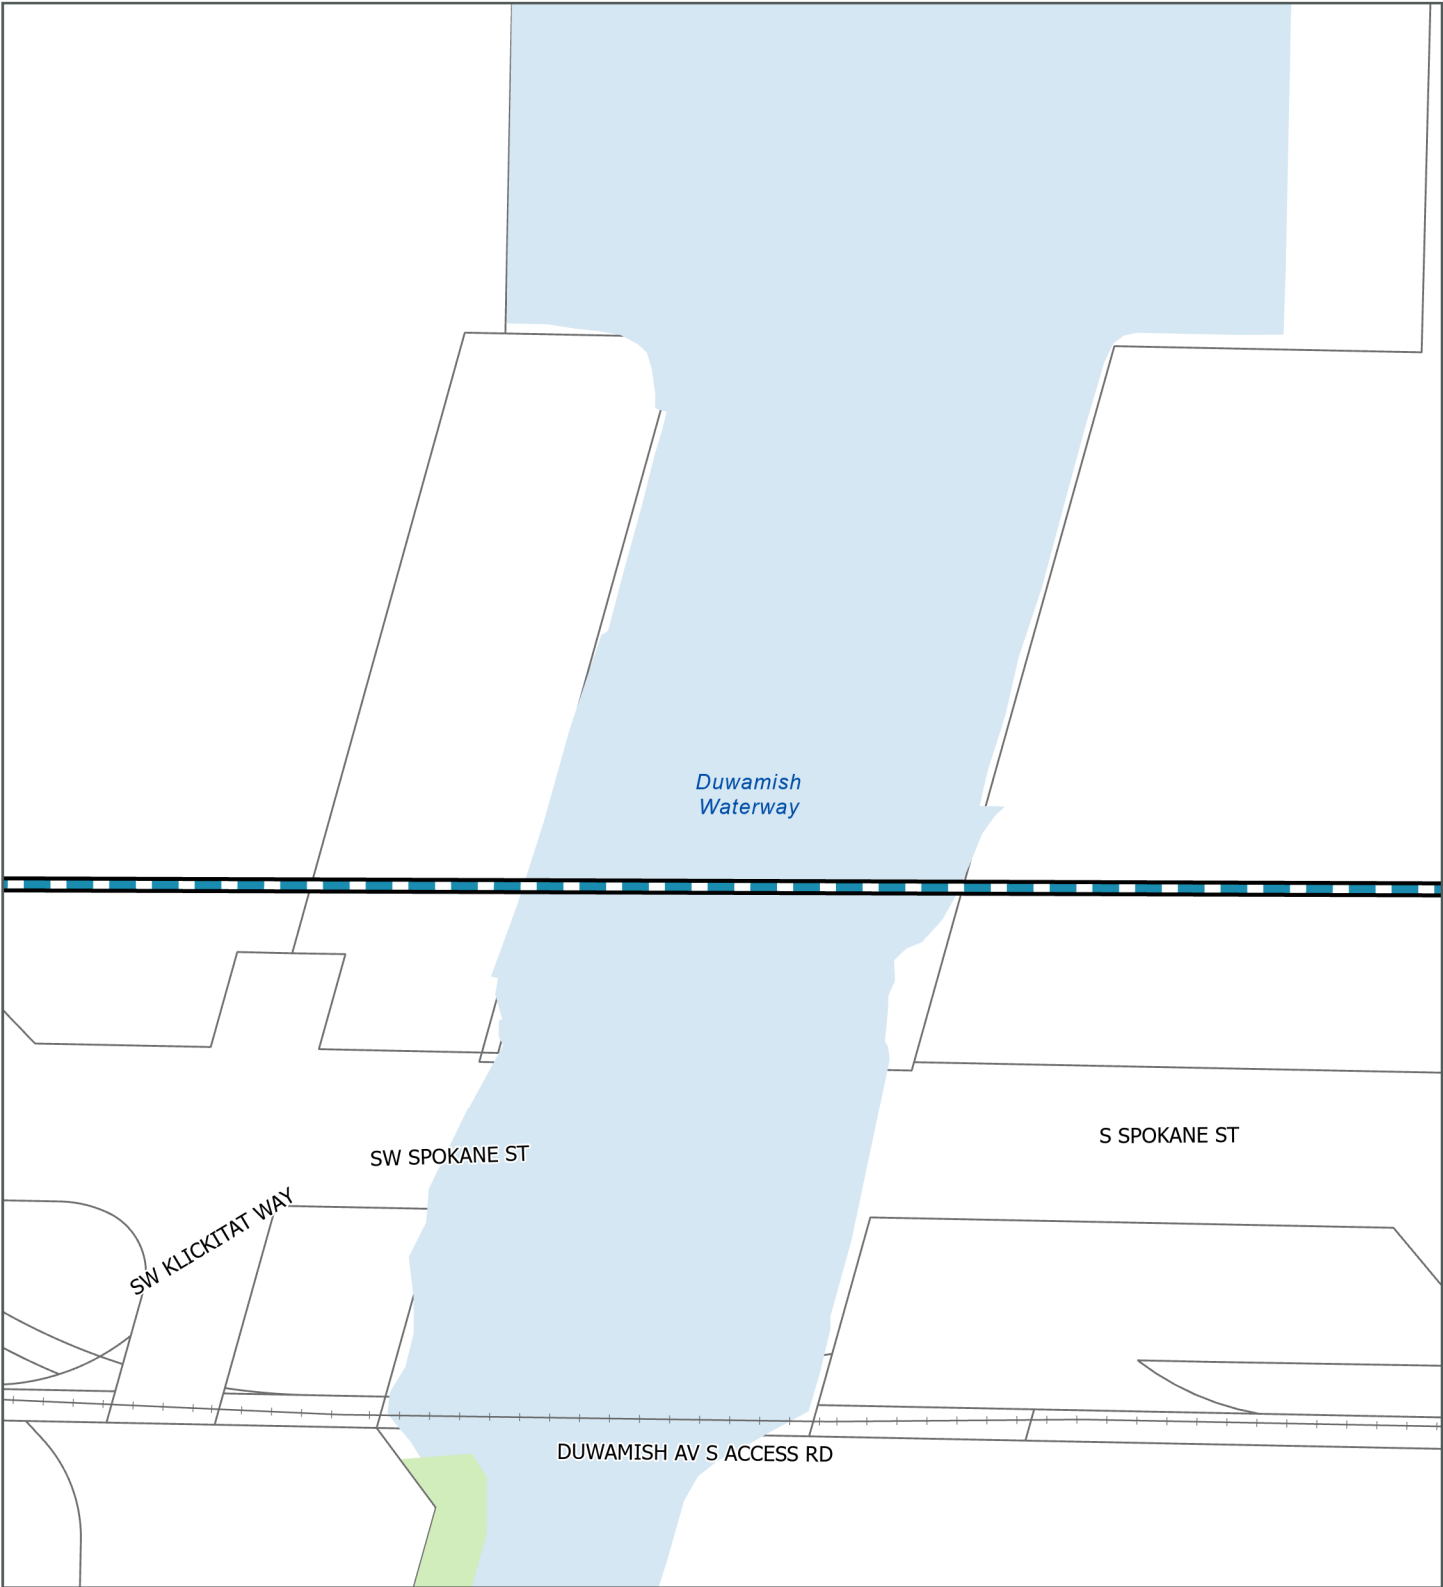 Duwamish
Waterway
S SPOKANE ST
SW SPOKANE ST
SW KLICKITAT WAY
DUWAMISH AV S ACCESS RD